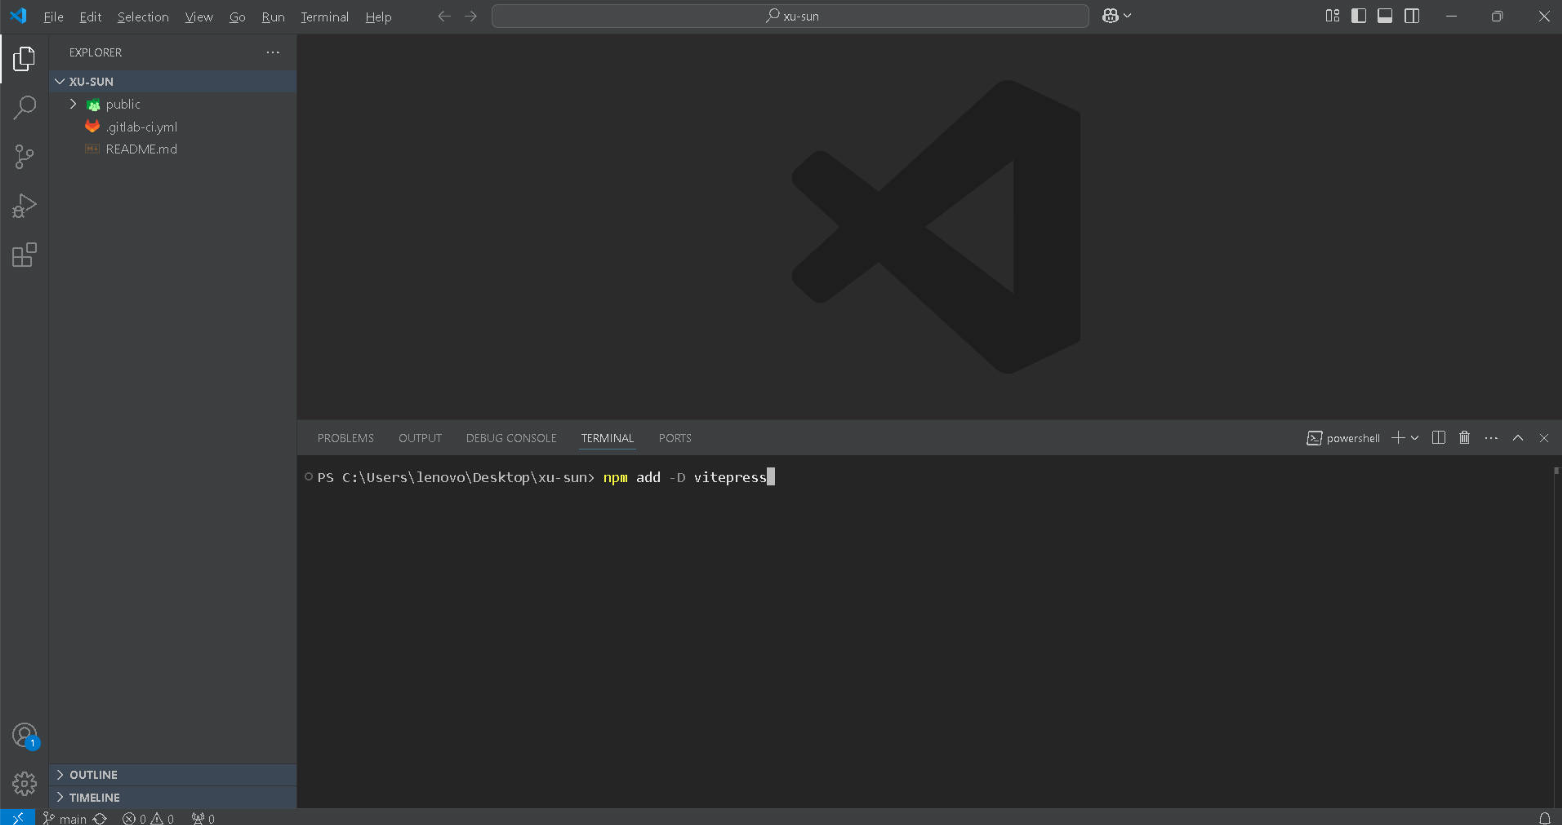 File Edit Selection View Go Run Terminal Help
xu-sun
EXPLORER
XU-SUN
public
.gitlab-ci.yml
README.md
PROBLEMS OUTPUT DEBUG CONSOLE TERMINAL PORTS
powershell
PS C:\Users\lenovo\Desktop\xu-sun> npm add -D vitepress
1
OUTLINE
TIMELINE
main 0 0 0